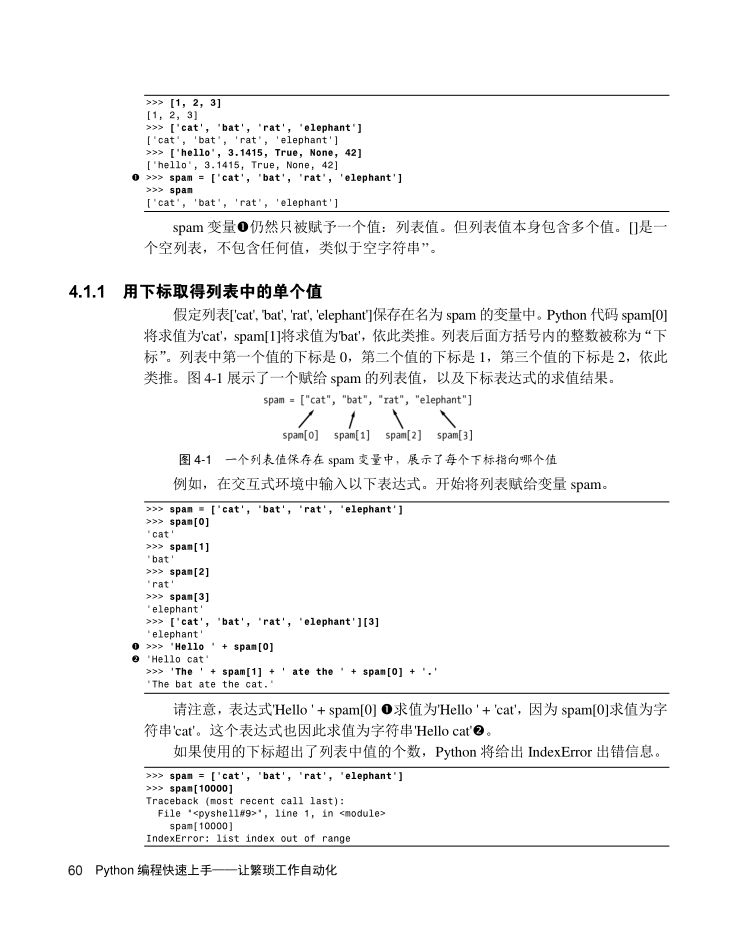 >>> [1, 2, 3]
[1, 2, 3]
>>> ['cat', 'bat', 'rat', 'elephant']
['cat', 'bat', 'rat', 'elephant']
>>> ['hello', 3.1415, True, None, 42]
['hello', 3.1415, True, None, 42]
❶ >>> spam = ['cat', 'bat', 'rat', 'elephant']
>>> spam
['cat', 'bat', 'rat', 'elephant']
spam 变量❶仍然只被赋予一个值：列表值。但列表值本身包含多个值。[]是一
个空列表，不包含任何值，类似于空字符串''。
4.1.1 用下标取得列表中的单个值
假定列表['cat', 'bat', 'rat', 'elephant']保存在名为 spam 的变量中。Python 代码 spam[0]
将求值为'cat'，spam[1]将求值为'bat'，依此类推。列表后面方括号内的整数被称为“下
标”。列表中第一个值的下标是 0，第二个值的下标是 1，第三个值的下标是 2，依此
类推。图 4-1 展示了一个赋给 spam 的列表值，以及下标表达式的求值结果。
spam = ["cat", "bat", "rat", "elephant"]
spam[0] spam[1] spam[2] spam[3]
图 4-1 一个列表值保存在 spam 变量中，展示了每个下标指向哪个值
例如，在交互式环境中输入以下表达式。开始将列表赋给变量 spam。
>>> spam = ['cat', 'bat', 'rat', 'elephant']
>>> spam[0]
'cat'
>>> spam[1]
'bat'
>>> spam[2]
'rat'
>>> spam[3]
'elephant'
>>> ['cat', 'bat', 'rat', 'elephant'][3]
'elephant'
❶ >>> 'Hello ' + spam[0]
❷ 'Hello cat'
>>> 'The ' + spam[1] + ' ate the ' + spam[0] + '.'
'The bat ate the cat.'
请注意，表达式'Hello ' + spam[0] ❶求值为'Hello ' + 'cat'，因为 spam[0]求值为字
符串'cat'。这个表达式也因此求值为字符串'Hello cat'❷。
如果使用的下标超出了列表中值的个数，Python 将给出 IndexError 出错信息。
>>> spam = ['cat', 'bat', 'rat', 'elephant']
>>> spam[10000]
Traceback (most recent call last):
File "<pyshell#9>", line 1, in <module>
spam[10000]
IndexError: list index out of range
60 Python 编程快速上手——让繁琐工作自动化